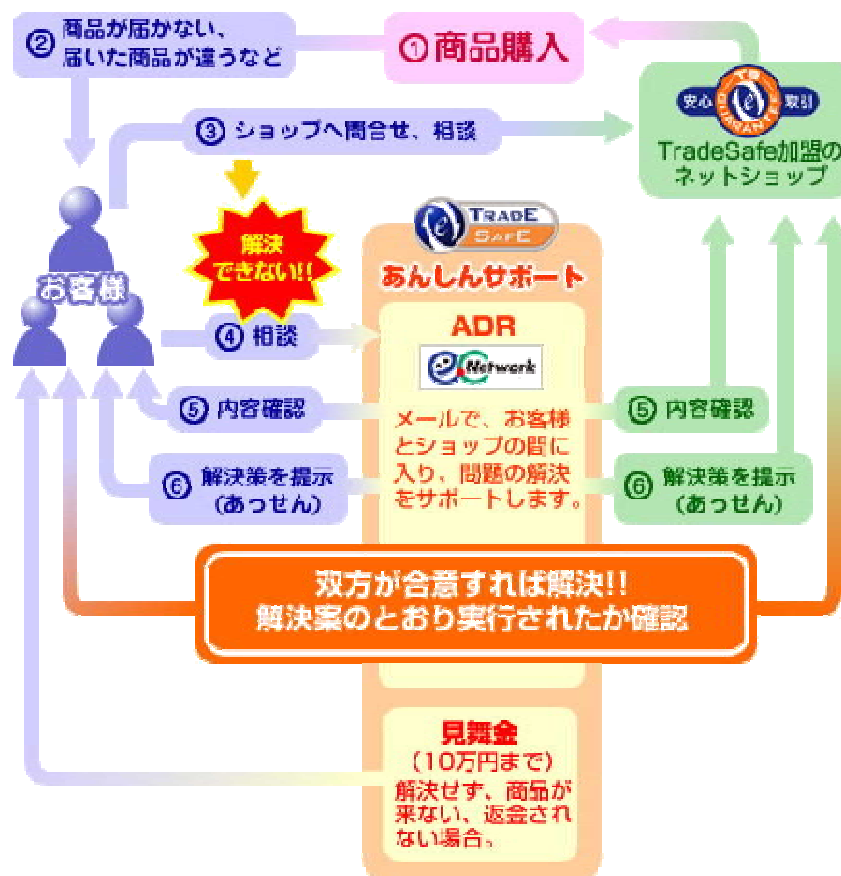 ② 商品が届かない、
届いた商品が違うなど
① 商品購入
TS
GUARANTEE
安心
取引
TradeSafe加盟の
ネットショップ
③ ショップへ問合せ、相談
解決
できない!!
お客様
TRADE
SAFE
あんしんサポート
④ 相談
ADR
Network
⑤ 内容確認
⑤ 内容確認
メールで、お客様
とショップの間に
入り、問題の解決
をサポートします。
⑥ 解決策を提示
(あっせん)
⑥ 解決策を提示
(あっせん)
双方が合意すれば解決!!
解決案のとおり実行されたか確認
見舞金
(10万円まで)
解決せず、商品が
来ない、返金され
ない場合。